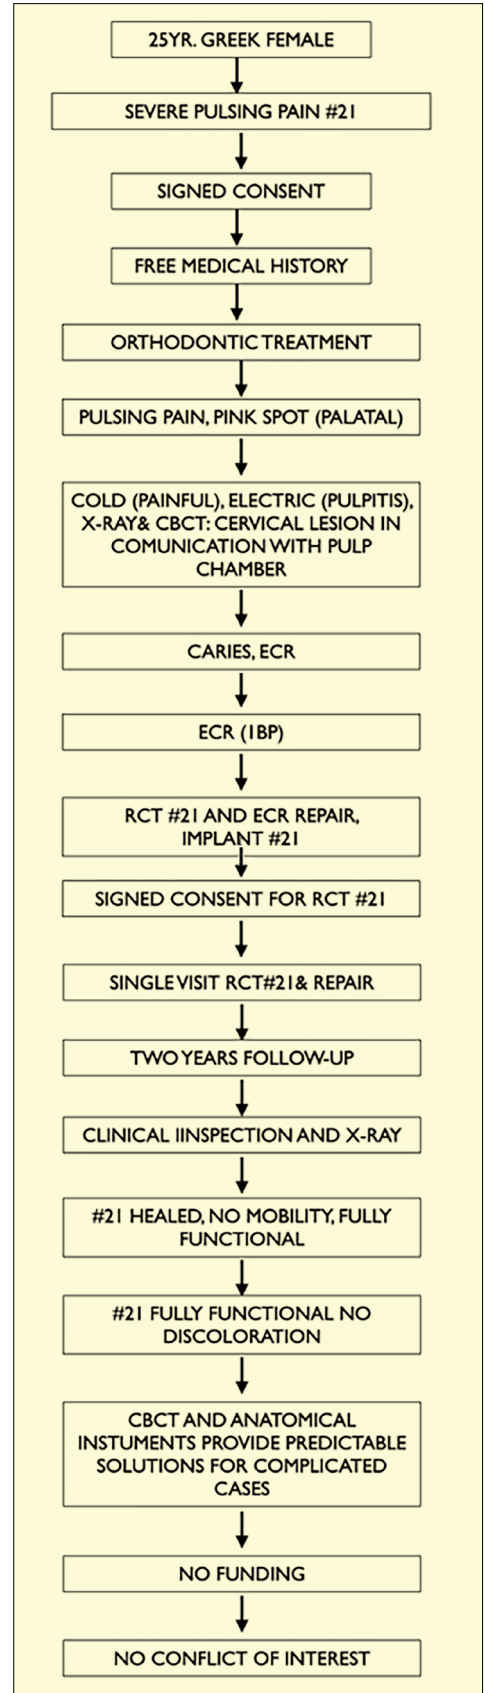 25YR. GREEK FEMALE
SEVERE PULSING PAIN #21
SIGNED CONSENT
FREE MEDICAL HISTORY
ORTHODONTIC TREATMENT
PULSING PAIN, PINK SPOT (PALATAL)
COLD (PAINFUL), ELECTRIC (PULPITIS),
X-RAY& CBCT: CERVICAL LESION IN
COMUNICATION WITH PULP
CHAMBER
CARIES, ECR
ECR (1BP)
RCT #21 AND ECR REPAIR,
IMPLANT #21
SIGNED CONSENT FOR RCT #21
SINGLE VISIT RCT#21& REPAIR
TWO YEARS FOLLOW-UP
CLINICAL IINSPECTION AND X-RAY
#21 HEALED, NO MOBILITY, FULLY
FUNCTIONAL
#21 FULLY FUNCTIONAL NO
DISCOLORATION
CBCT AND ANATOMICAL
INSTUMENTS PROVIDE PREDICTABLE
SOLUTIONS FOR COMPLICATED
CASES
NO FUNDING
NO CONFLICT OF INTEREST